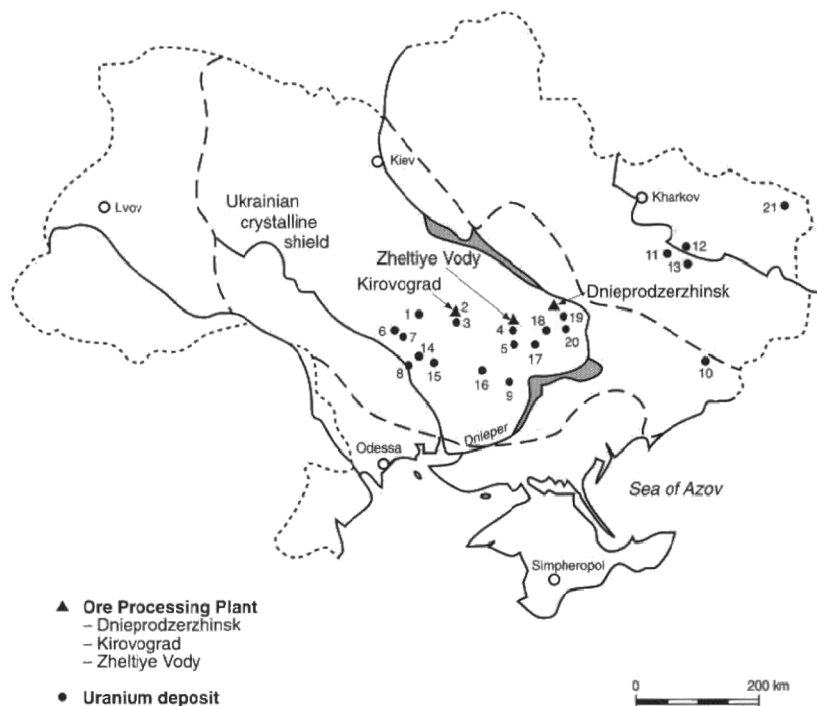 Kiev
Kharkov
Lvov
21
Ukrainian
crystalline
shield
12
11
13
Zheltiye Vody
Kirovograd
Dnieprodzerzhinsk
1
2
3
4
18
19
6
7
5
17
20
14
8
15
16
9
10
Dnieper
Odessa
Sea of Azov
Simpheropol
▲ Ore Processing Plant
– Dnieprodzerzhinsk
– Kirovograd
– Zheltiye Vody
● Uranium deposit
0 200 km